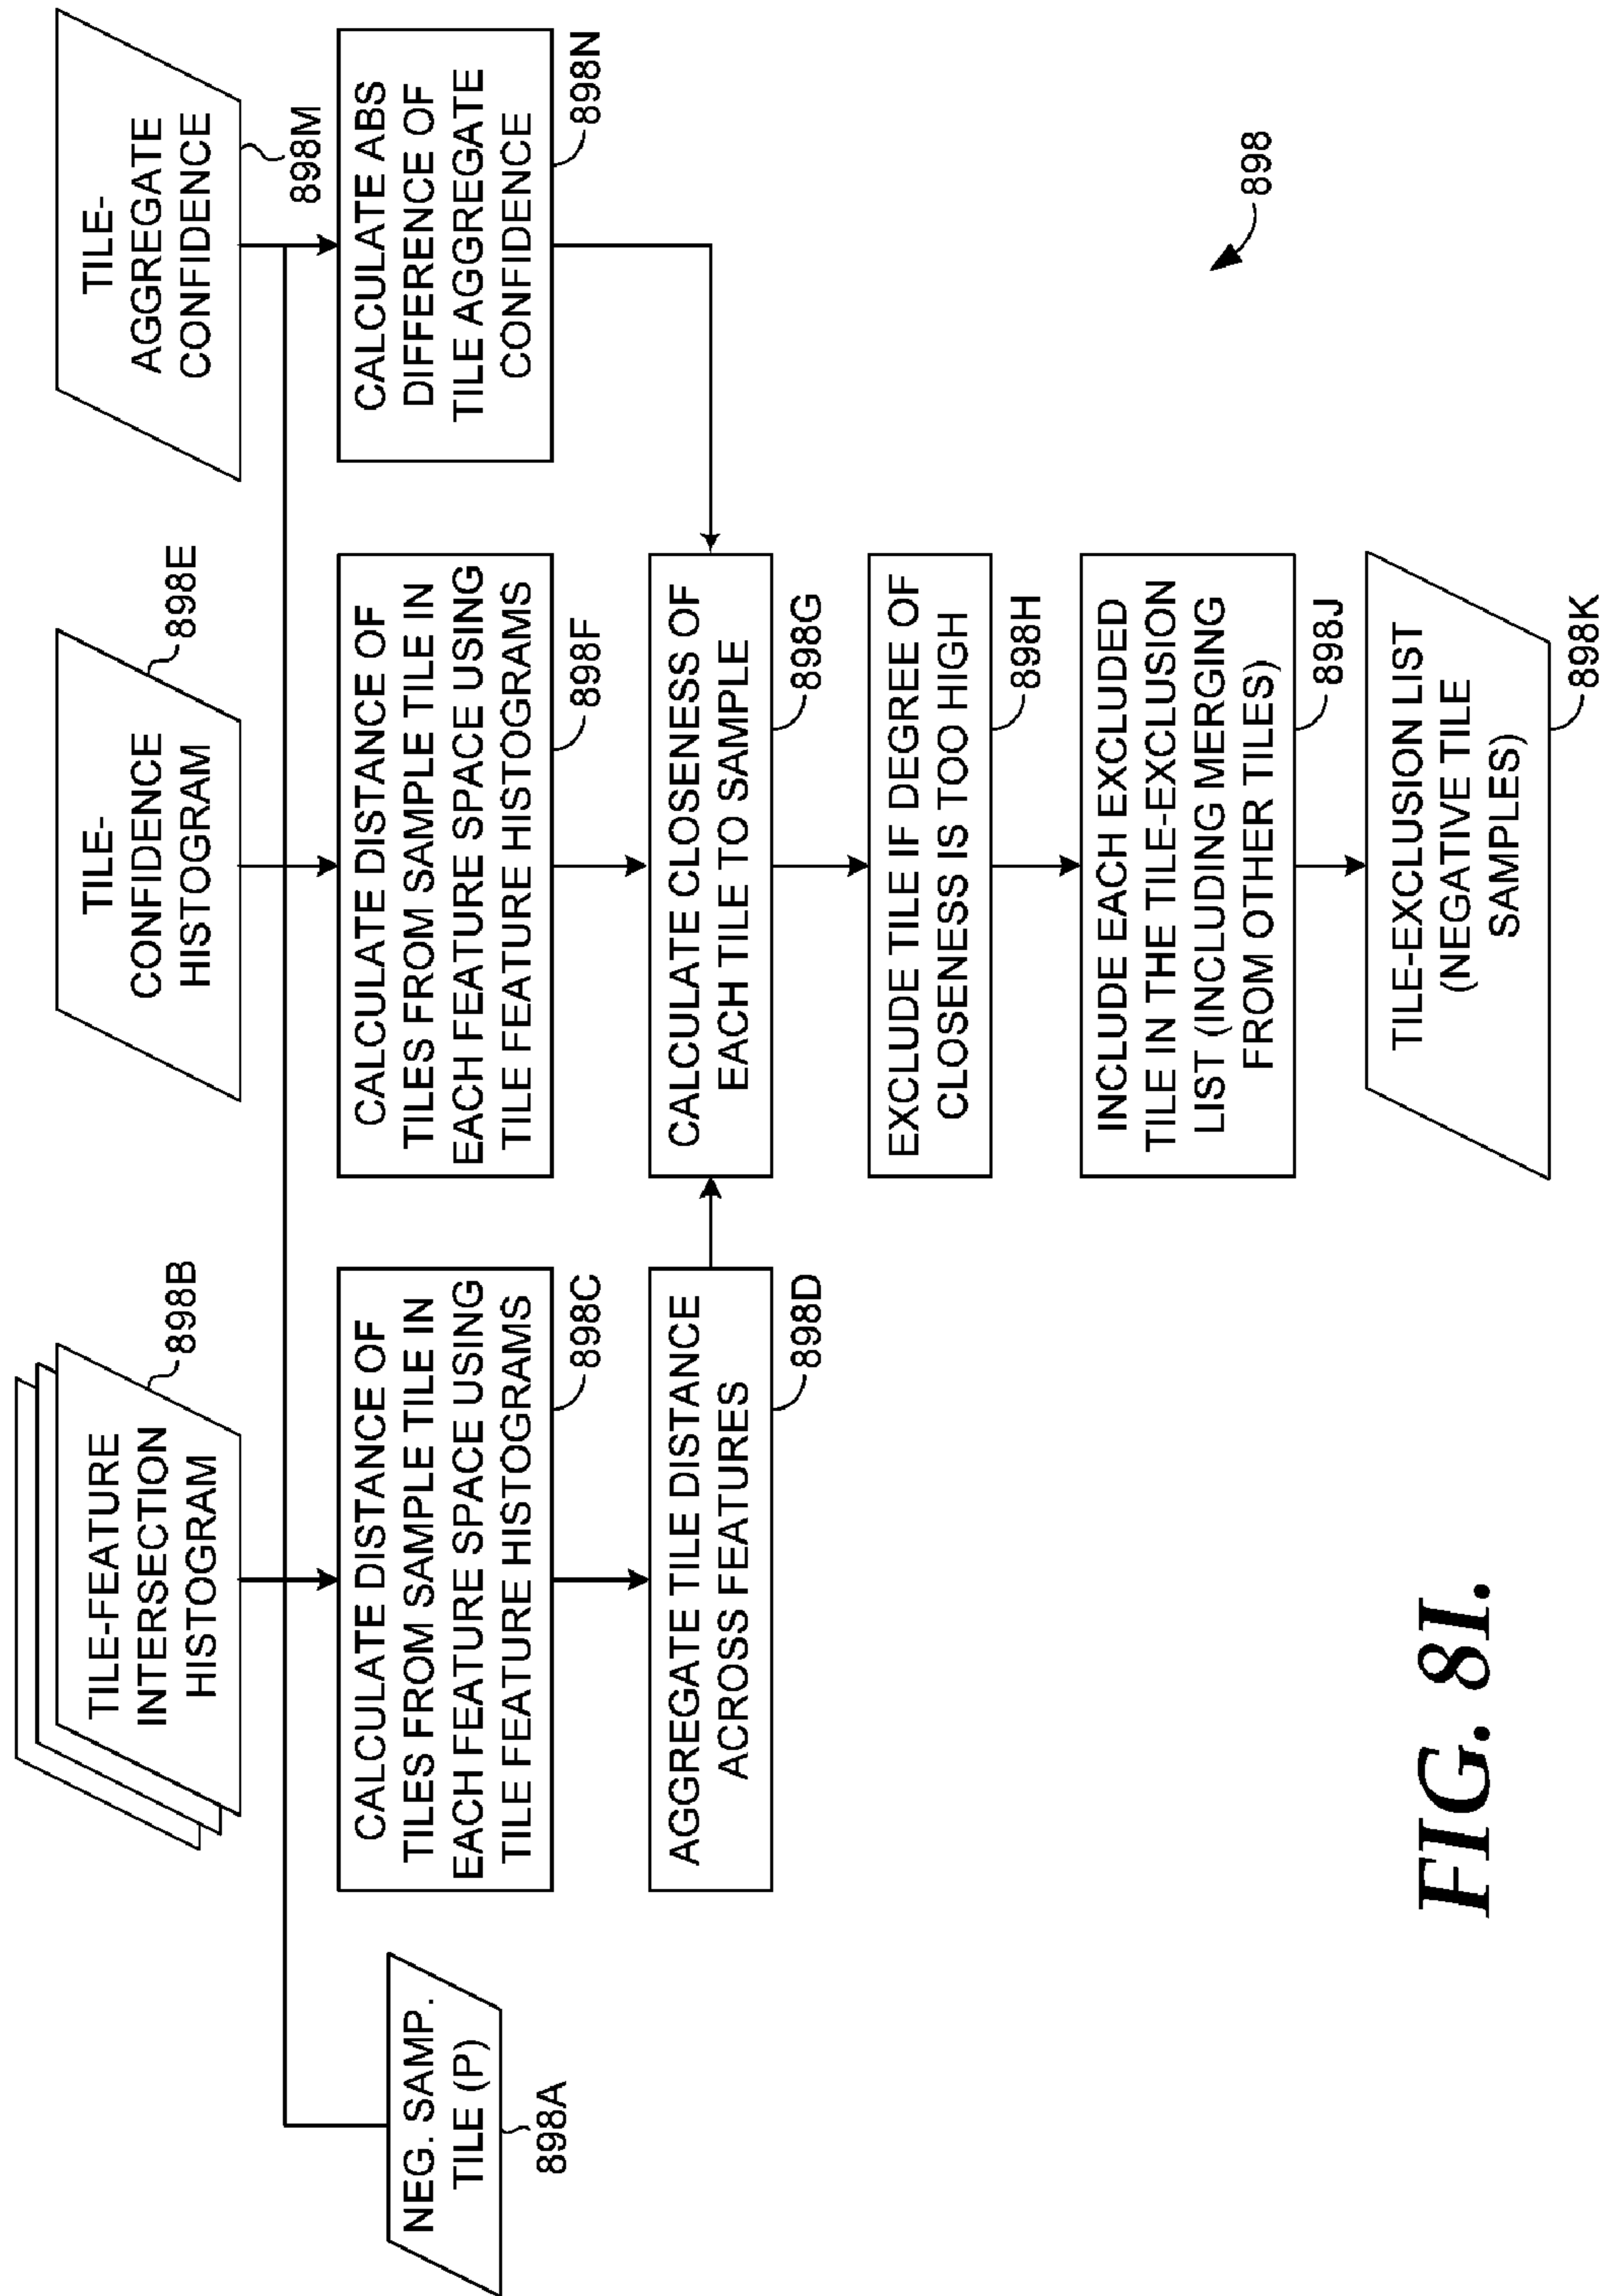 TILE-FEATURE
INTERSECTION
HISTOGRAM
898B
TILE-
CONFIDENCE
HISTOGRAM
898E
TILE-
AGGREGATE
CONFIDENCE
898M
NEG. SAMP.
TILE (P)
898A
CALCULATE DISTANCE OF
TILES FROM SAMPLE TILE IN
EACH FEATURE SPACE USING
TILE FEATURE HISTOGRAMS
898C
CALCULATE DISTANCE OF
TILES FROM SAMPLE TILE IN
EACH FEATURE SPACE USING
TILE FEATURE HISTOGRAMS
898F
CALCULATE ABS
DIFFERENCE OF
TILE AGGREGATE
CONFIDENCE
898N
AGGREGATE TILE DISTANCE
ACROSS FEATURES
898D
CALCULATE CLOSENESS OF
EACH TILE TO SAMPLE
898G
EXCLUDE TILE IF DEGREE OF
CLOSENESS IS TOO HIGH
898H
INCLUDE EACH EXCLUDED
TILE IN THE TILE-EXCLUSION
LIST (INCLUDING MERGING
FROM OTHER TILES)
898J
TILE-EXCLUSION LIST
(NEGATIVE TILE
SAMPLES)
898K
898
FIG. 8I.